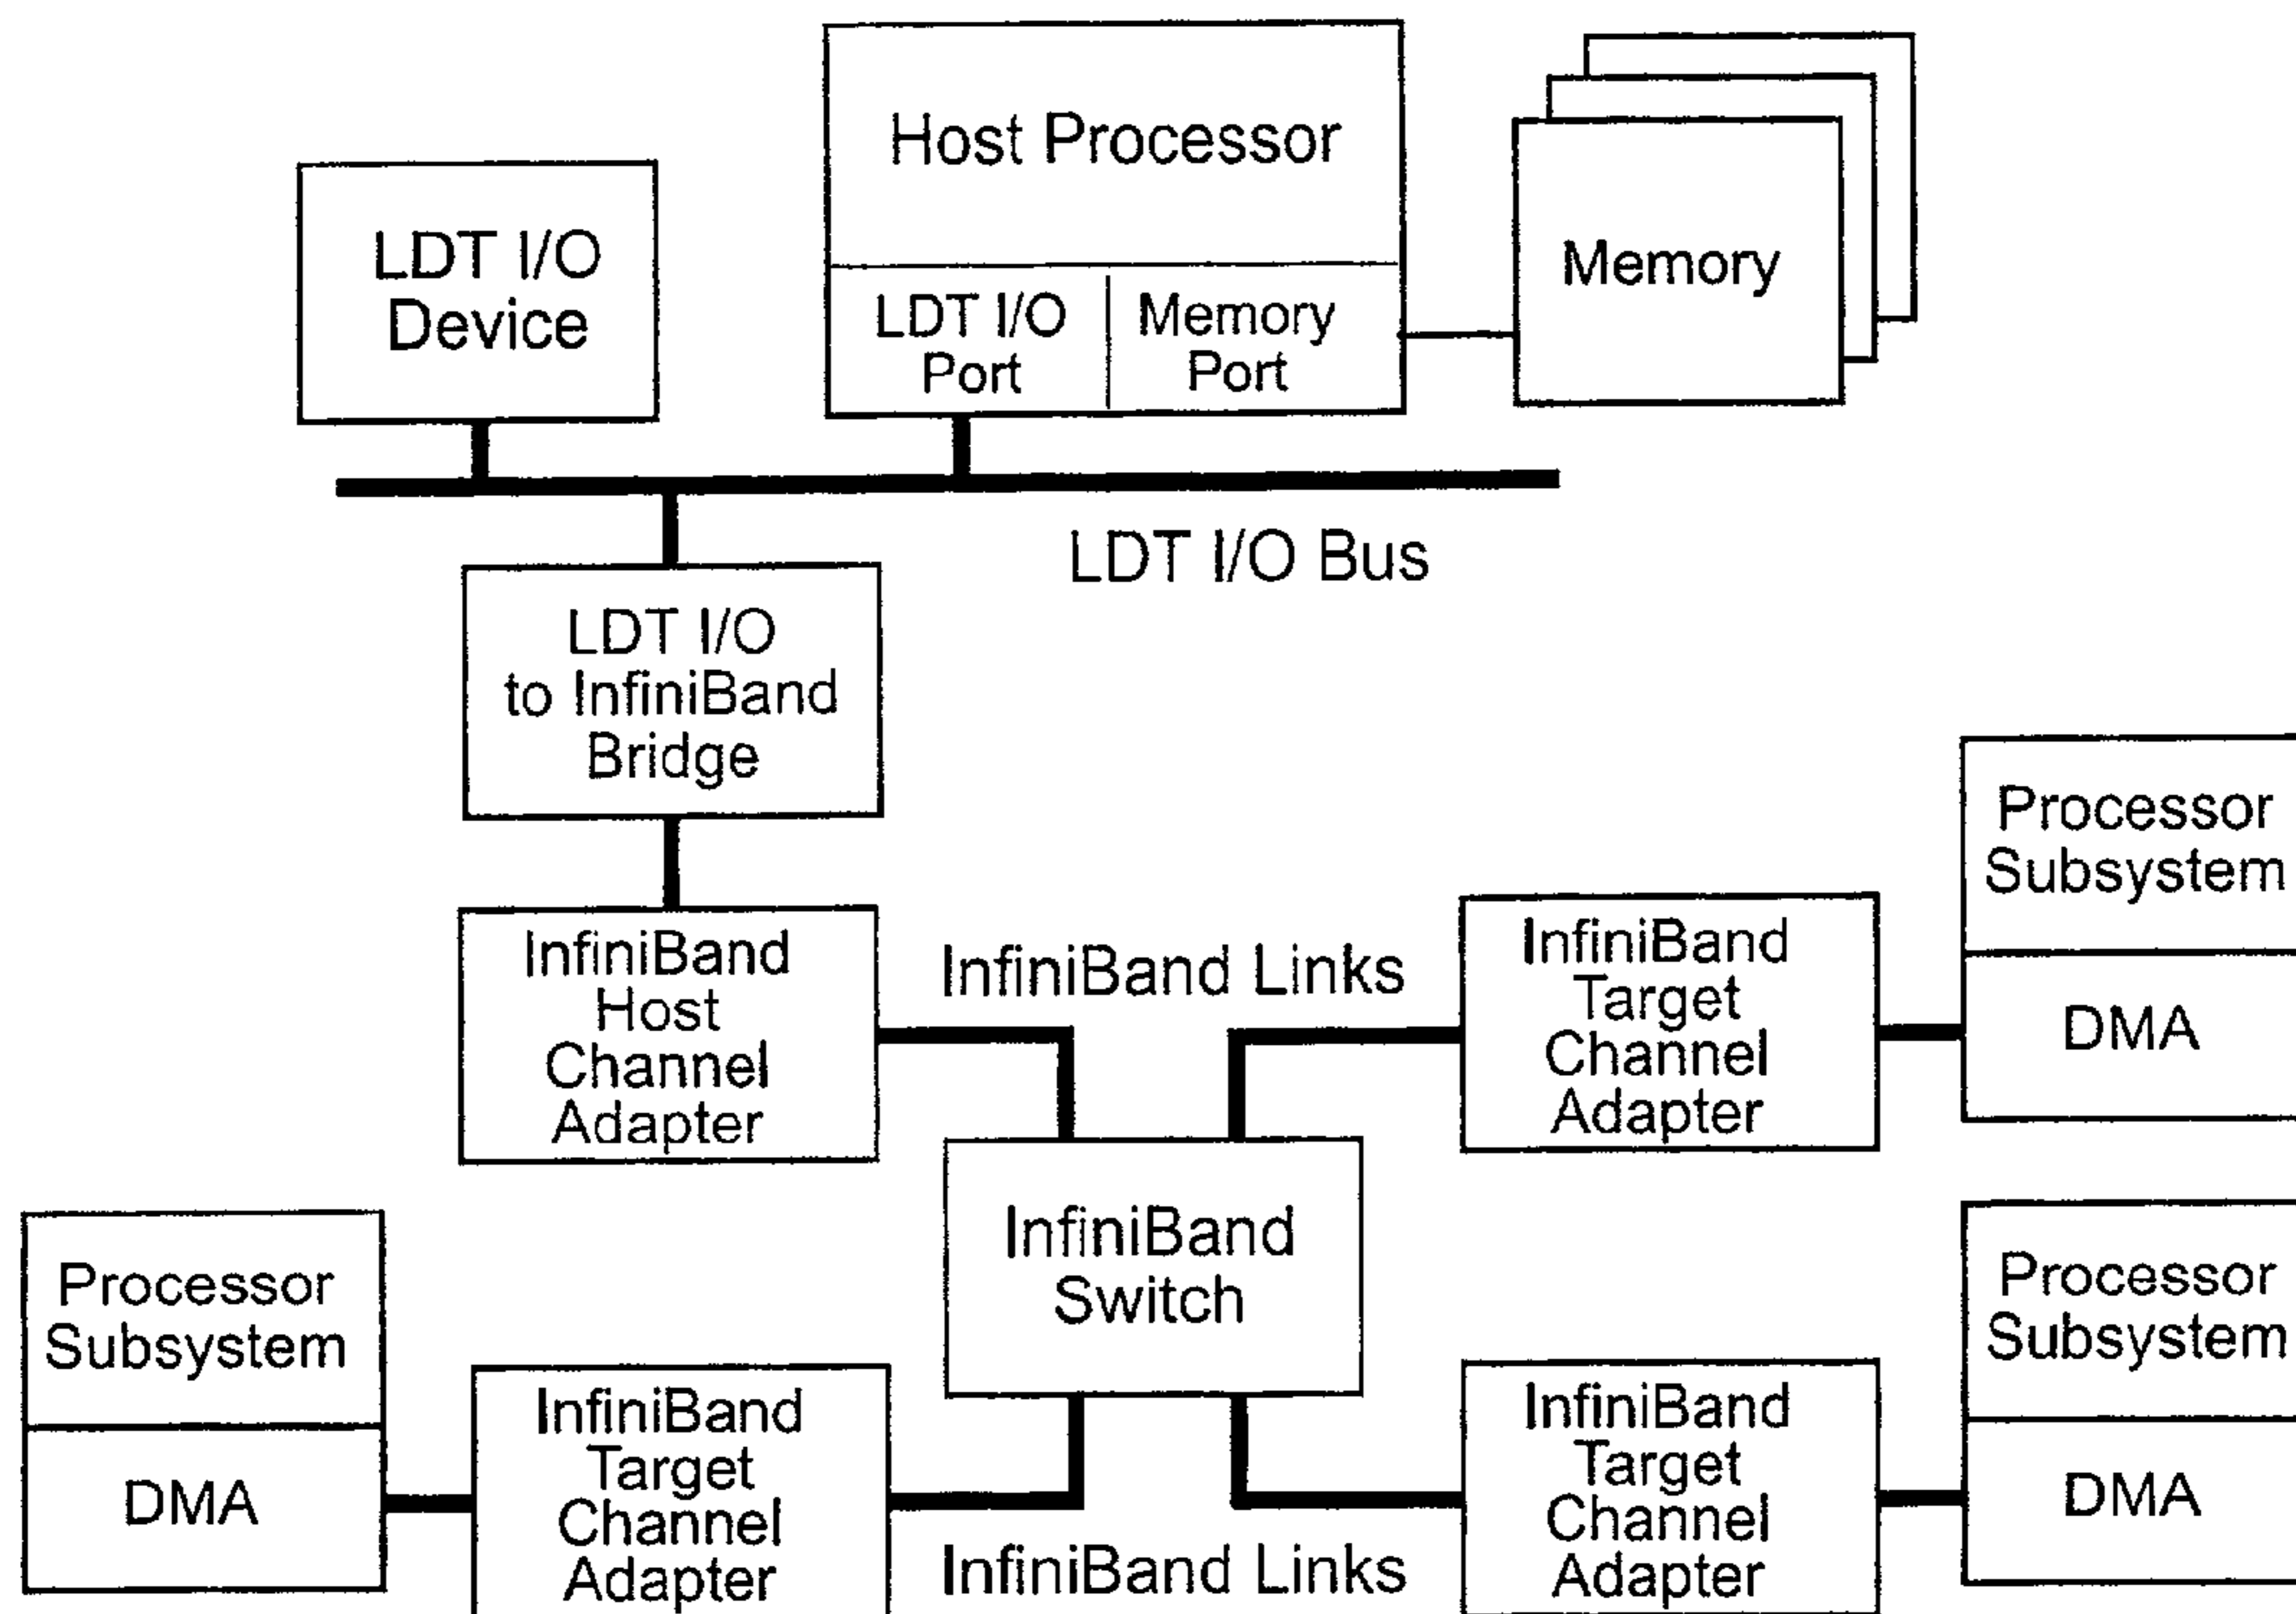 Host Processor
LDT I/O
Device
LDT I/O
Port
Memory
Port
Memory
LDT I/O Bus
LDT I/O
to InfiniBand
Bridge
InfiniBand
Host
Channel
Adapter
InfiniBand Links
InfiniBand
Target
Channel
Adapter
Processor
Subsystem
DMA
InfiniBand
Switch
Processor
Subsystem
DMA
InfiniBand
Target
Channel
Adapter
InfiniBand Links
InfiniBand
Target
Channel
Adapter
Processor
Subsystem
DMA